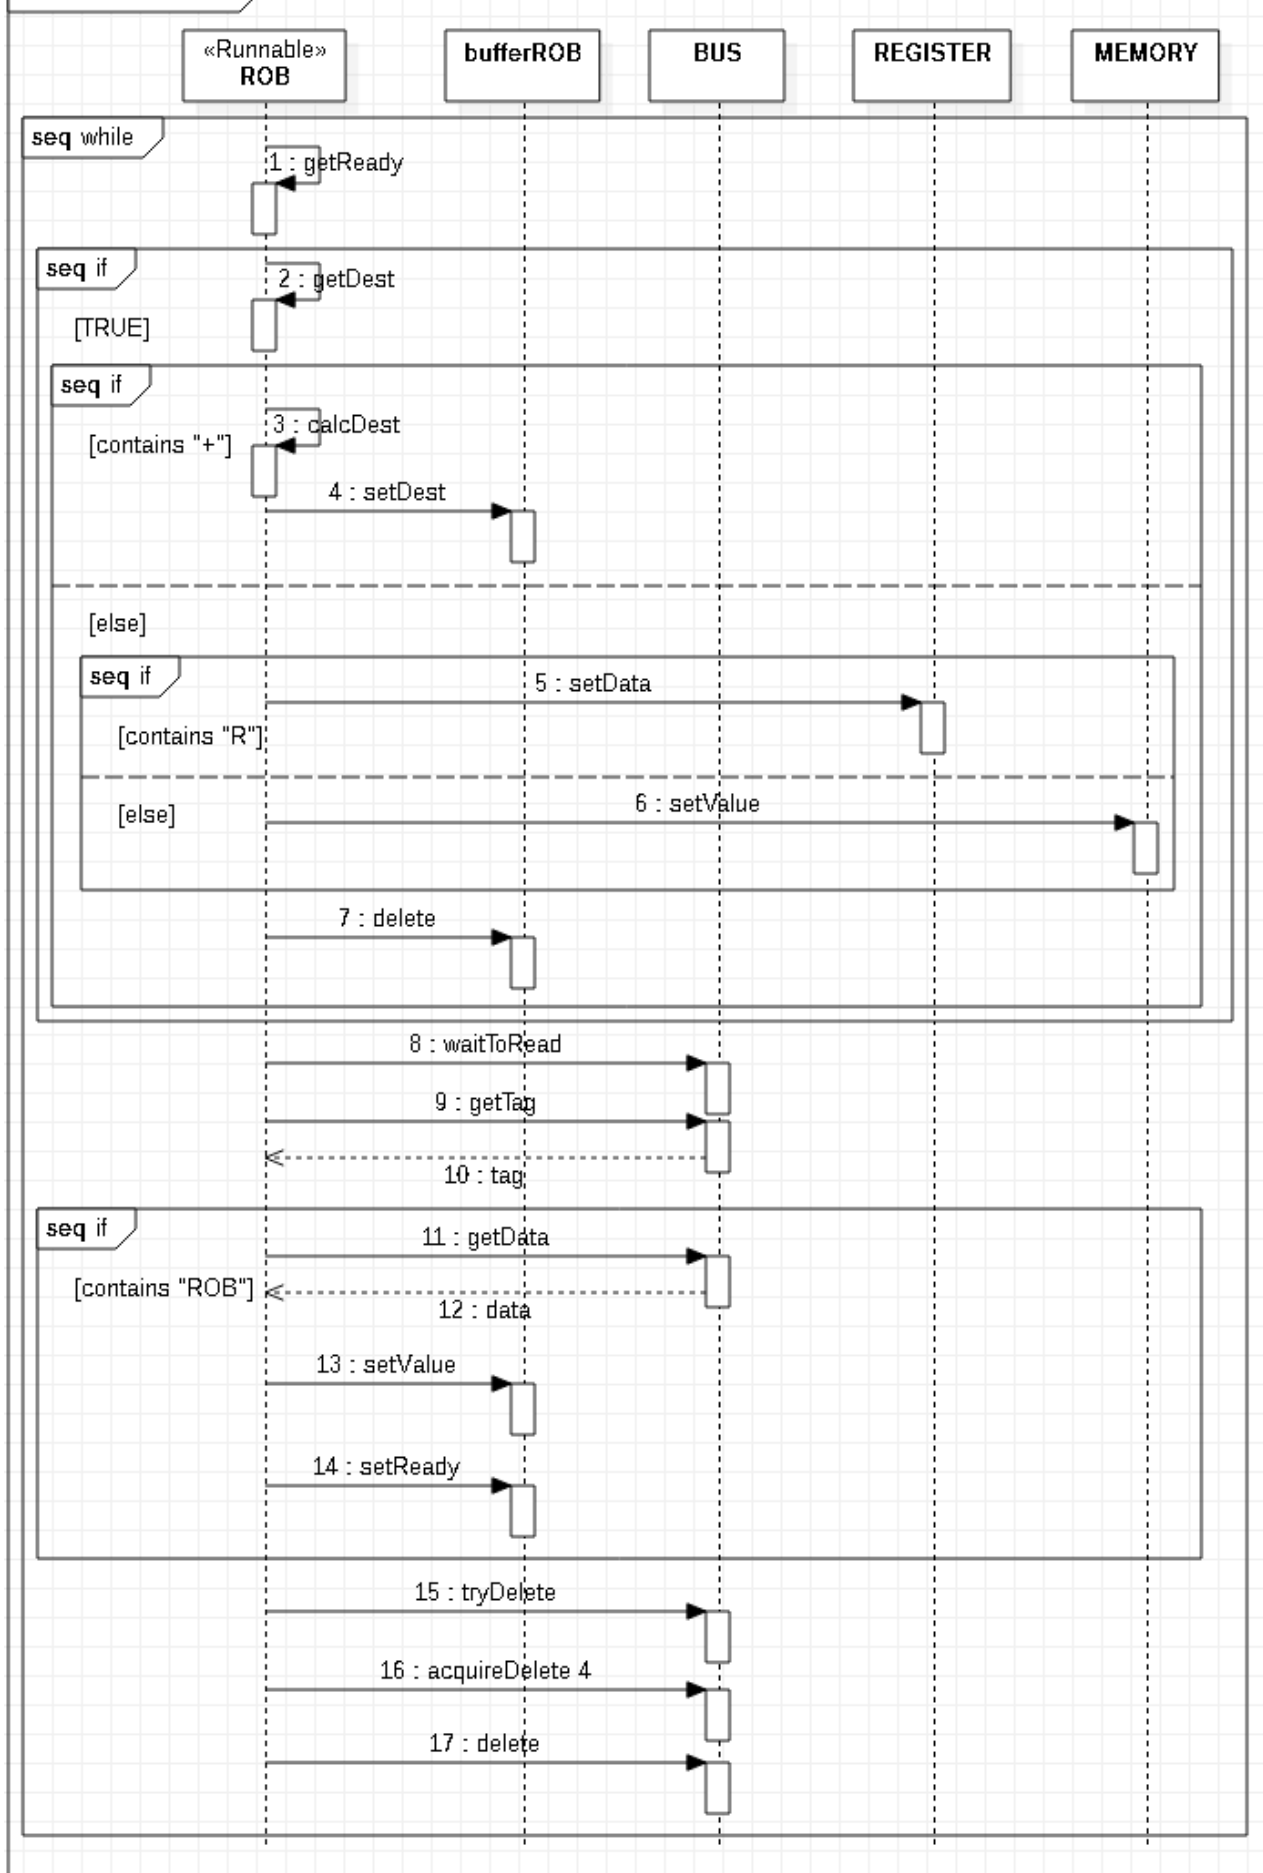 «Runnable»
ROB
bufferROB
BUS
REGISTER
MEMORY
seq while
1 : getReady
seq if
2 : getDest
[TRUE]
seq if
3 : calcDest
[contains "+"]
4 : setDest
[else]
seq if
5 : setData
[contains "R"]
6 : setValue
[else]
7 : delete
8 : waitToRead
9 : getTag
10 : tag
seq if
11 : getData
[contains "ROB"]
12 : data
13 : setValue
14 : setReady
15 : tryDelete
16 : acquireDelete 4
17 : delete